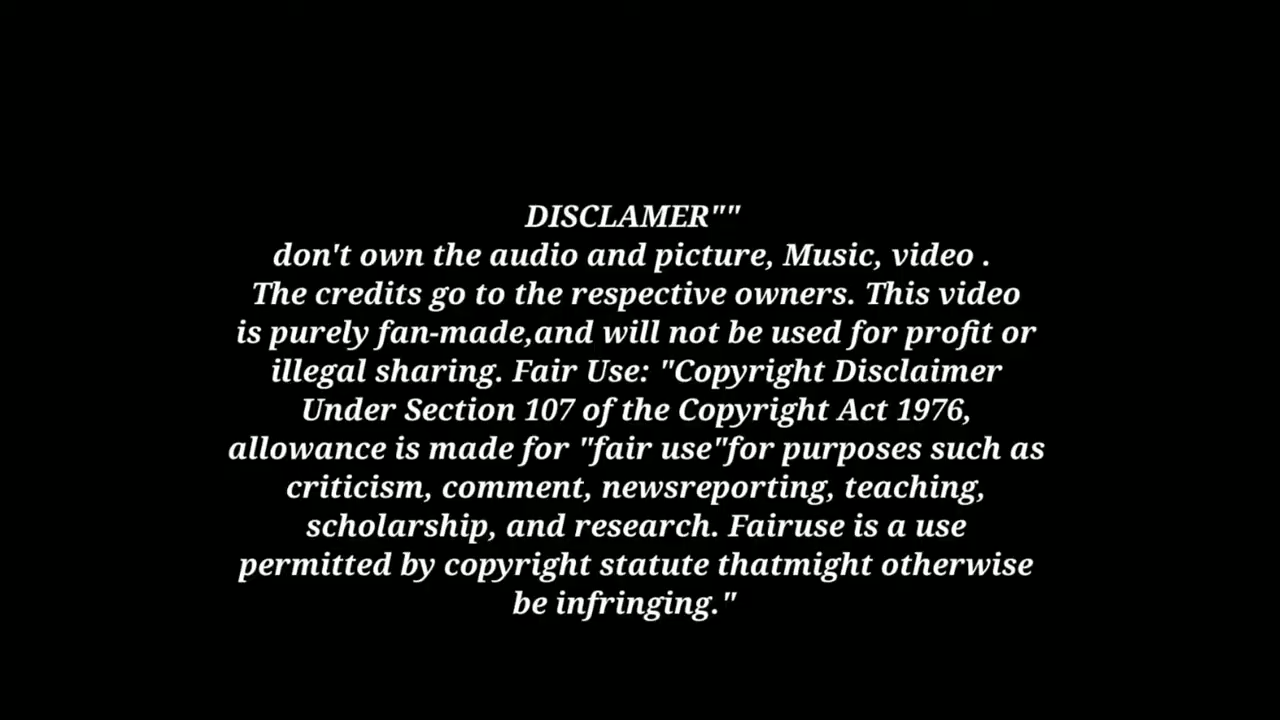 DISCLAMER""
don't own the audio and picture, Music, video .
The credits go to the respective owners. This video
is purely fan-made,and will not be used for profit or
illegal sharing. Fair Use: "Copyright Disclaimer
Under Section 107 of the Copyright Act 1976,
allowance is made for "fair use"for purposes such as
criticism, comment, newsreporting, teaching,
scholarship, and research. Fairuse is a use
permitted by copyright statute thatmight otherwise
be infringing."